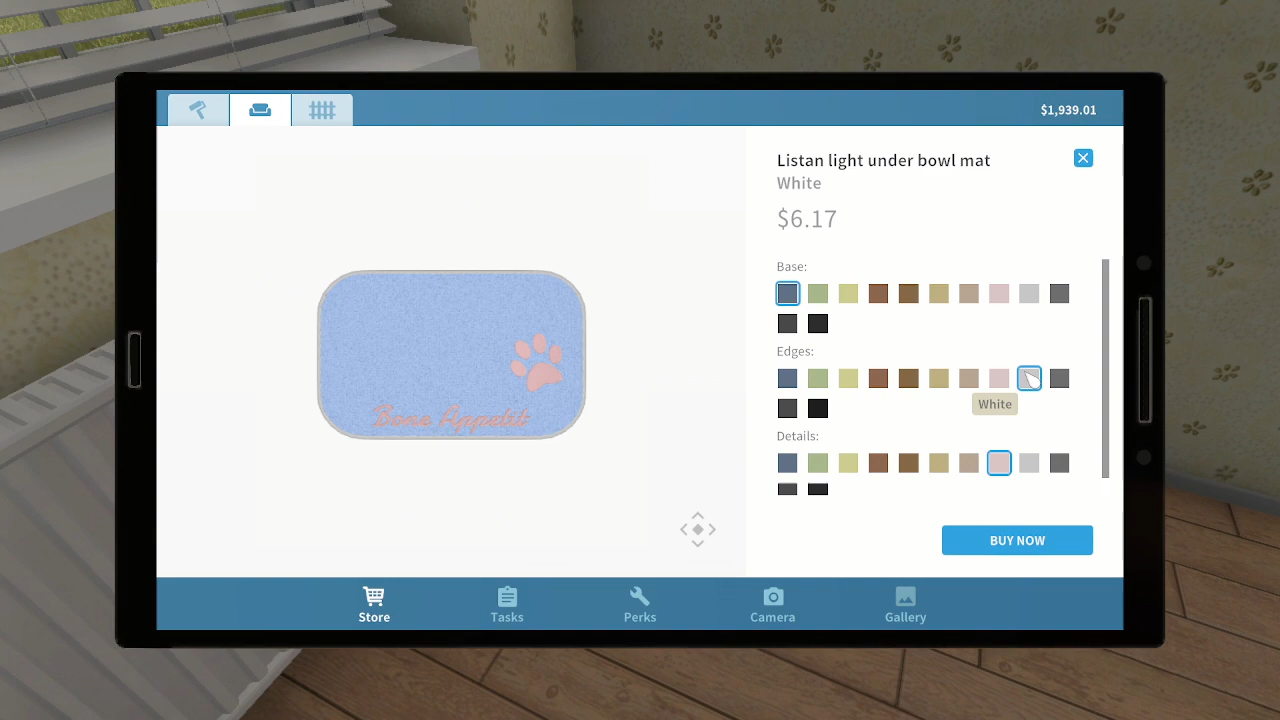 $1,939.01
Listan light under bowl mat
White
$6.17
Base:
Edges:
White
Details:
Bone Appetit
BUY NOW
Store
Tasks
Perks
Camera
Gallery